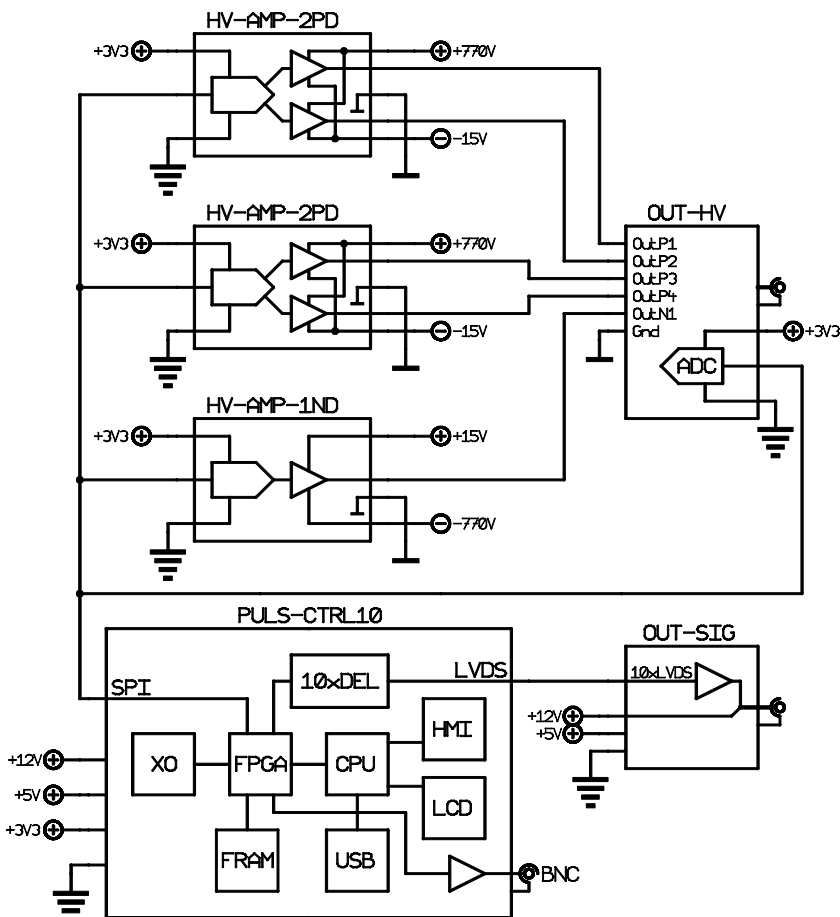 HV-AMP-2PD
+3V3
+770V
-15V
HV-AMP-2PD
+3V3
+770V
-15V
OUT-HV
OutP1
OutP2
OutP3
OutP4
OutN1
Gnd
ADC
+3V3
HV-AMP-1ND
+3V3
+15V
-770V
PULS-CTRL10
SPI
10xDEL
LVDS
XO
FPGA
CPU
HMI
LCD
FRAM
USB
BNC
+12V
+5V
+3V3
OUT-SIG
10xLVDS
+12V
+5V